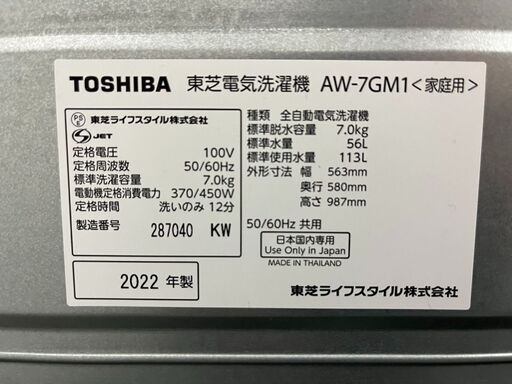 TOSHIBA 東芝電気洗濯機 AW-7GM1<家庭用>
PS E 東芝ライフスタイル株式会社
S JET
定格電圧 100V
定格周波数 50/60Hz
標準洗濯容量 7.0kg
電動機定格消費電力 370/450W
定格時間 洗いのみ 12分
製造番号 287040 KW
2022 年製
種類 全自動電気洗濯機
標準脱水容量 7.0kg
標準水量 56L
標準使用水量 113L
外形寸法 幅 563mm
奥行 580mm
高さ 987mm
50/60Hz 共用
日本国内専用
Use Only in Japan
MADE IN THAILAND
東芝ライフスタイル株式会社